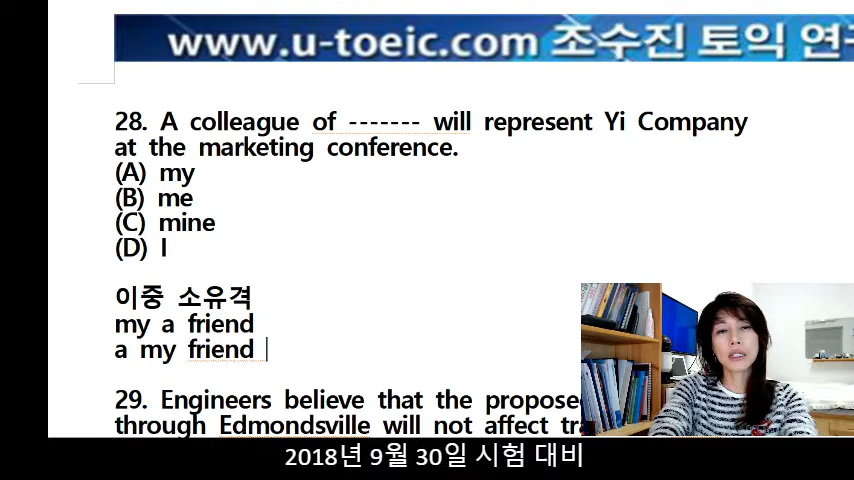 www.u-toeic.com 조수진 토익 연구
28. A colleague of ------- will represent Yi Company
at the marketing conference.
(A) my
(B) me
(C) mine
(D) I
이중 소유격
my a friend
a my friend
29. Engineers believe that the propose
through Edmondsville will not affect tra
2018년 9월 30일 시험 대비